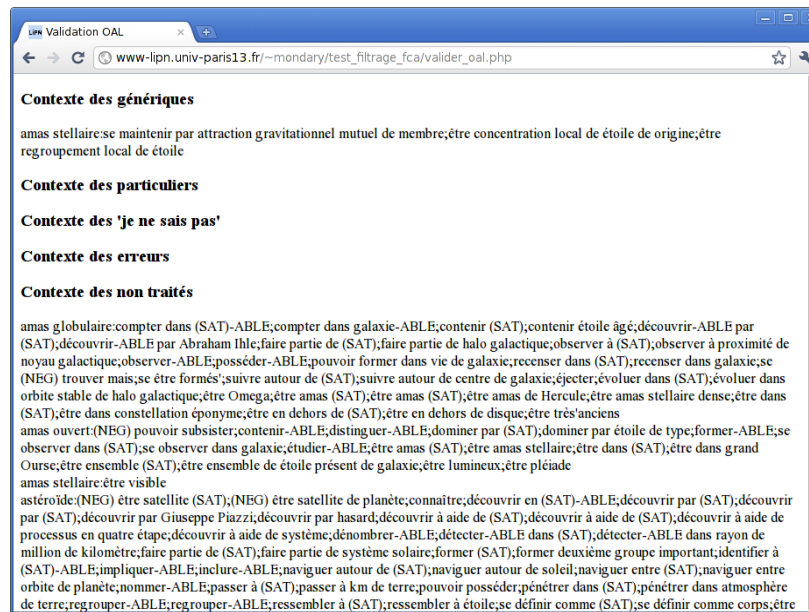 LIPN Validation OAL
www-lipn.univ-paris13.fr/~mondary/test_filtrage_fca/valider_oal.php
Contexte des génériques
amas stellaire:se maintenir par attraction gravitationnel mutuel de membre;être concentration local de étoile de origine;être
regroupement local de étoile
Contexte des particuliers
Contexte des 'je ne sais pas'
Contexte des erreurs
Contexte des non traités
amas globulaire:compter dans (SAT)-ABLE;compter dans galaxie-ABLE;contenir (SAT);contenir étoile âgé;découvrir-ABLE par
(SAT);découvrir-ABLE par Abraham Ihle;faire partie de (SAT);faire partie de halo galactique;observer à (SAT);observer à proximité de
noyau galactique;observer-ABLE;posséder-ABLE;pouvoir former dans vie de galaxie;recenser dans (SAT);recenser dans galaxie;se
(NEG) trouver mais;se être formés';suivre autour de (SAT);suivre autour de centre de galaxie;éjecter;évoluer dans (SAT);évoluer dans
orbite stable de halo galactique;être Omega;être amas (SAT);être amas (SAT);être amas de Hercule;être amas stellaire dense;être dans
(SAT);être dans constellation éponyme;être en dehors de (SAT);être en dehors de disque;être très'anciens
amas ouvert:(NEG) pouvoir subsister;contenir-ABLE;distinguer-ABLE;dominer par (SAT);dominer par étoile de type;former-ABLE;se
observer dans (SAT);se observer dans galaxie;étudier-ABLE;être amas (SAT);être amas stellaire;être dans (SAT);être dans grand
Ourse;être ensemble (SAT);être ensemble de étoile présent de galaxie;être lumineux;être pléiade
amas stellaire:être visible
astéroïde:(NEG) être satellite (SAT);(NEG) être satellite de planète;connaître;découvrir en (SAT)-ABLE;découvrir par (SAT);découvrir
par (SAT);découvrir par Giuseppe Piazzi;découvrir par hasard;découvrir à aide de (SAT);découvrir à aide de (SAT);découvrir à aide de
processus en quatre étape;découvrir à aide de système;dénombrer-ABLE;détecter-ABLE dans (SAT);détecter-ABLE dans rayon de
million de kilomètre;faire partie de (SAT);faire partie de système solaire;former (SAT);former deuxième groupe important;identifier à
(SAT)-ABLE;impliquer-ABLE;inclure-ABLE;naviguer autour de (SAT);naviguer autour de soleil;naviguer entre (SAT);naviguer entre
orbite de planète;nommer-ABLE;passer à (SAT);passer à km de terre;pouvoir posséder;pénétrer dans (SAT);pénétrer dans atmosphère
de terre;regrouper-ABLE;regrouper-ABLE;ressembler à (SAT);ressembler à étoile;se définir comme (SAT);se définir comme corps;être